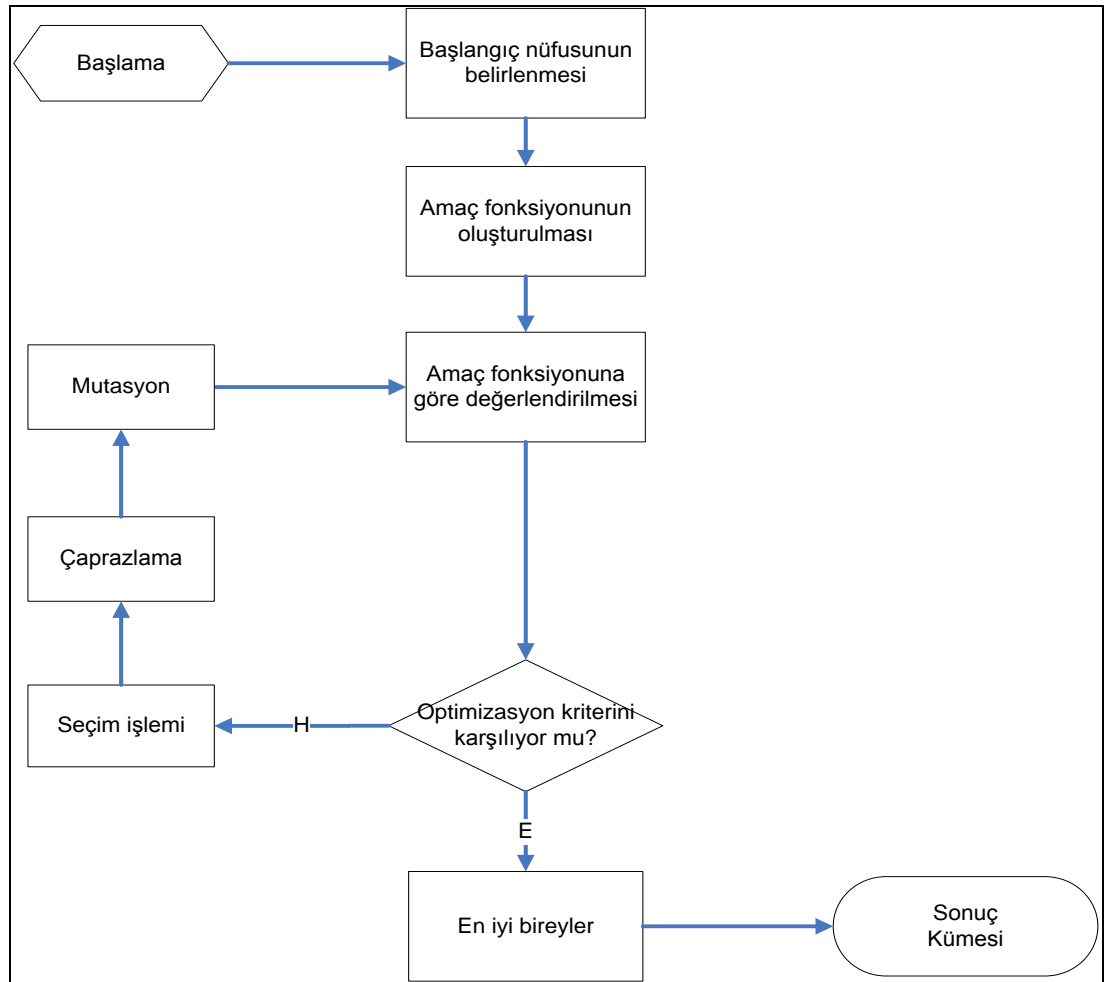 Başlama
Başlangıç nüfusunun
belirlenmesi
Amaç fonksiyonunun
oluşturulması
Amaç fonksiyonuna
göre değerlendirilmesi
Mutasyon
Çaprazlama
Seçim işlemi
H
Optimizasyon kriterini
karşılıyor mu?
E
En iyi bireyler
Sonuç
Kümesi